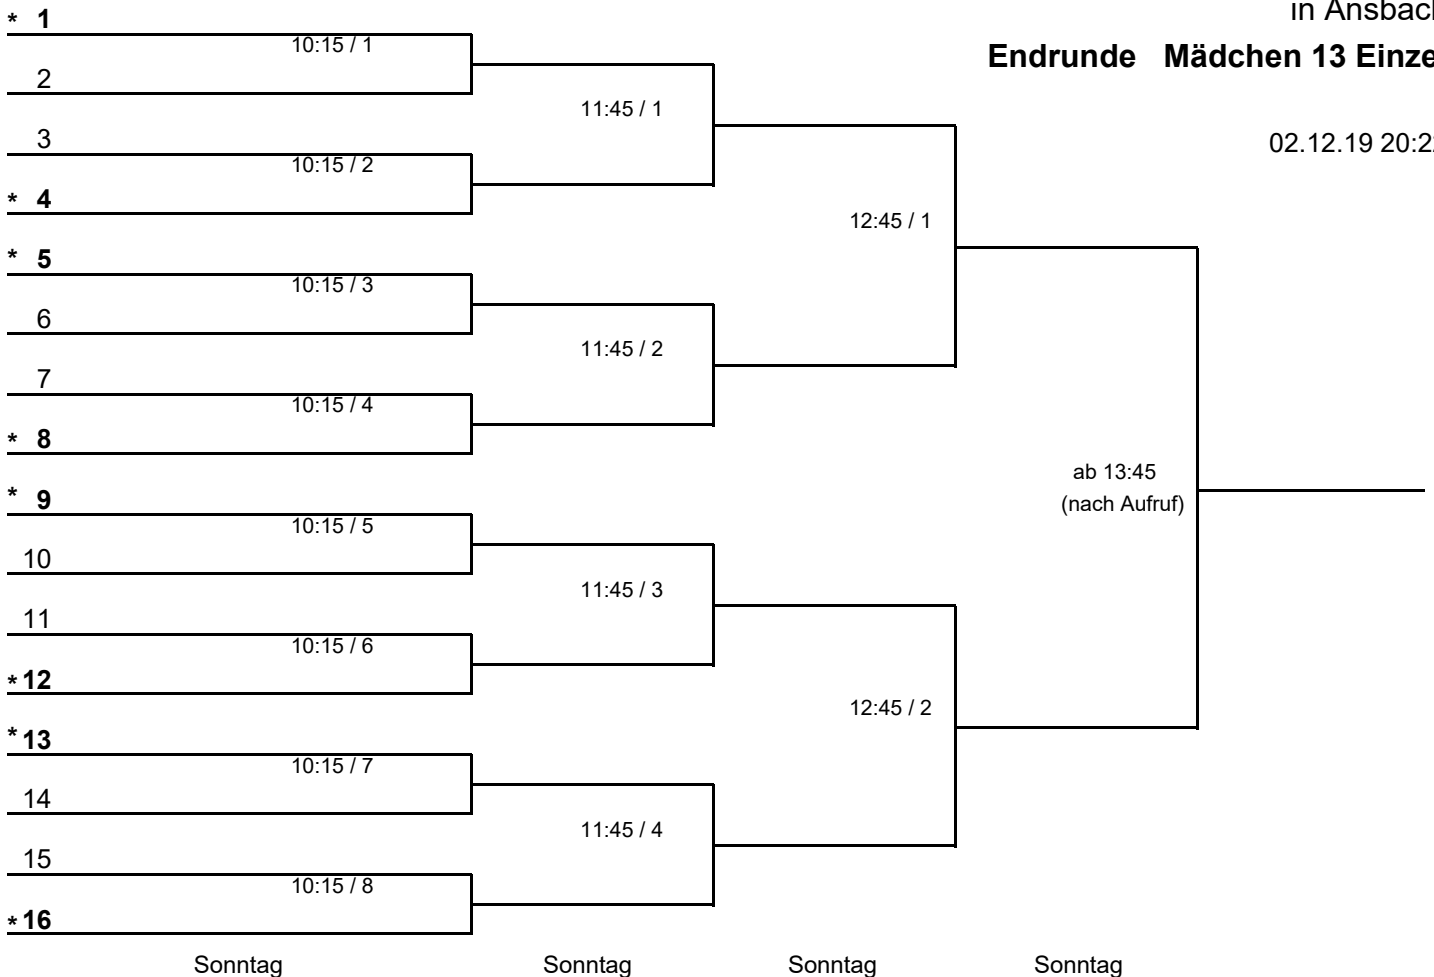 in Ansbach
Endrunde Mädchen 13 Einze
02.12.19 20:2
* 1
10:15 / 1
2
11:45 / 1
3
10:15 / 2
* 4
12:45 / 1
* 5
10:15 / 3
6
11:45 / 2
7
10:15 / 4
* 8
ab 13:45
(nach Aufruf)
* 9
10:15 / 5
10
11:45 / 3
11
10:15 / 6
* 12
12:45 / 2
* 13
10:15 / 7
14
11:45 / 4
15
10:15 / 8
* 16
Sonntag Sonntag Sonntag Sonntag